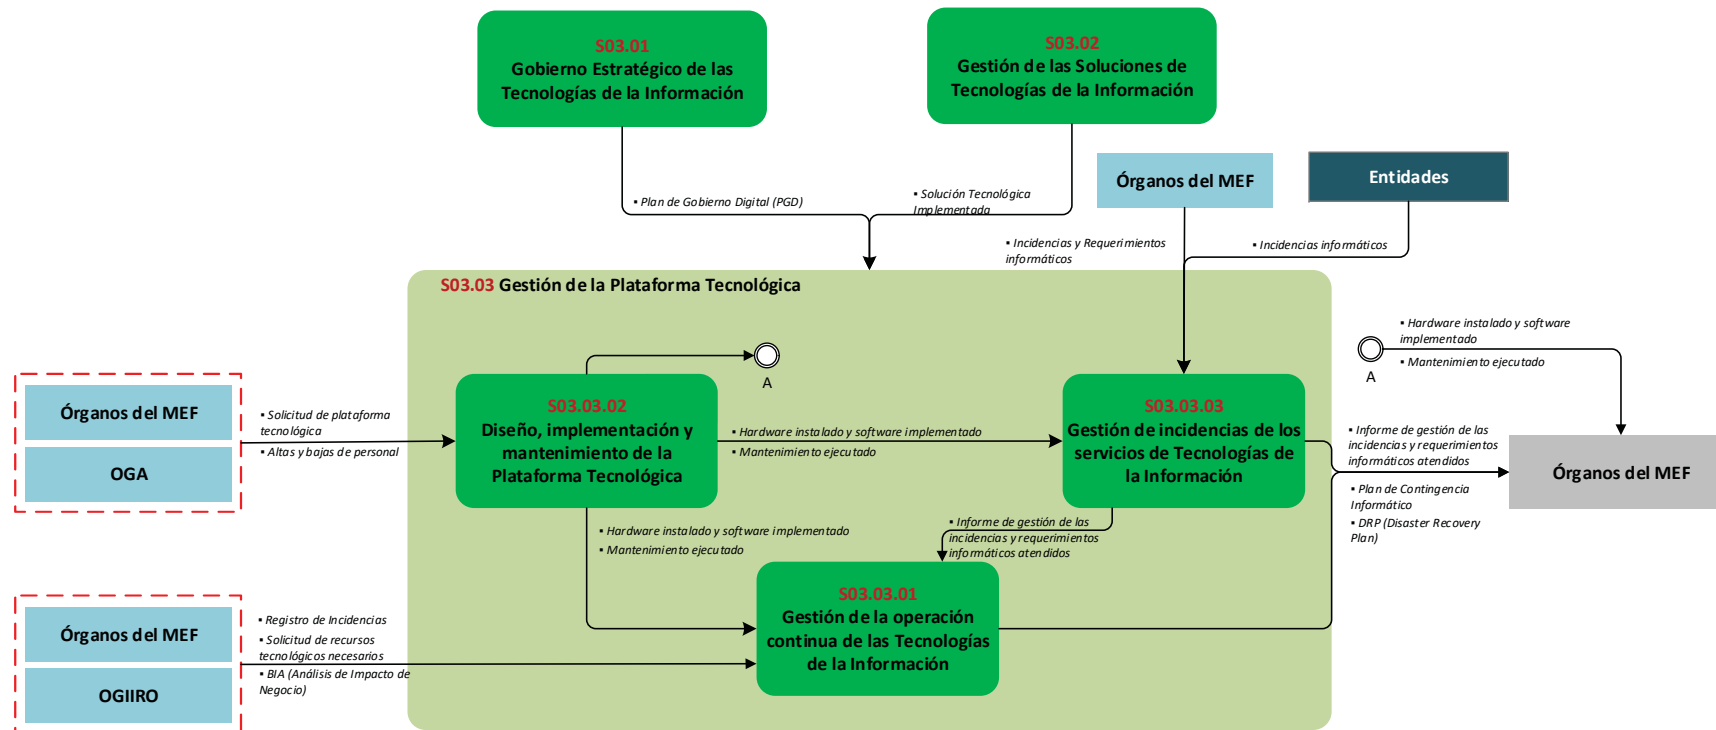 S03.01
Gobierno Estratégico de las
Tecnologías de la Información
S03.02
Gestión de las Soluciones de
Tecnologías de la Información
Órganos del MEF
Entidades
▪ Plan de Gobierno Digital (PGD)
▪ Solución Tecnológica
Implementada
▪ Incidencias y Requerimientos
informáticos
▪ Incidencias informáticos
S03.03 Gestión de la Plataforma Tecnológica
▪ Hardware instalado y software
implementado
▪ Mantenimiento ejecutado
A
A
Órganos del MEF
OGA
▪ Solicitud de plataforma
tecnológica
▪ Altas y bajas de personal
S03.03.02
Diseño, implementación y
mantenimiento de la
Plataforma Tecnológica
▪ Hardware instalado y software implementado
▪ Mantenimiento ejecutado
S03.03.03
Gestión de incidencias de los
servicios de Tecnologías de
la Información
▪ Informe de gestión de las
incidencias y requerimientos
informáticos atendidos
▪ Plan de Contingencia
Informático
▪ DRP (Disaster Recovery
Plan)
Órganos del MEF
▪ Hardware instalado y software implementado
▪ Mantenimiento ejecutado
▪ Informe de gestión de las
incidencias y requerimientos
informáticos atendidos
S03.03.01
Gestión de la operación
continua de las Tecnologías
de la Información
Órganos del MEF
OGIIRO
▪ Registro de Incidencias
▪ Solicitud de recursos
tecnológicos necesarios
▪ BIA (Análisis de Impacto de
Negocio)